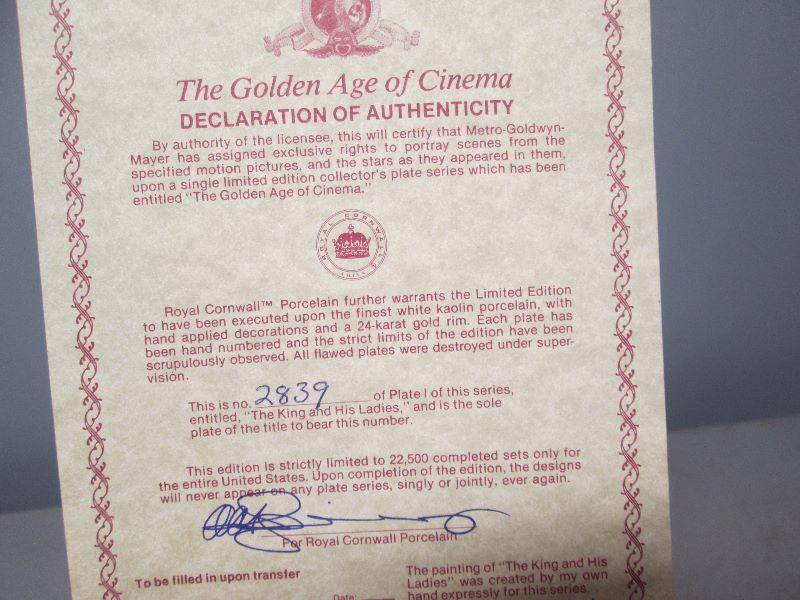 The Golden Age of Cinema
DECLARATION OF AUTHENTICITY
By authority of the licensee, this will certify that Metro-Goldwyn-
Mayer has assigned exclusive rights to portray scenes from the
specified motion pictures, and the stars as they appeared in them,
upon a single limited edition collector's plate series which has been
entitled "The Golden Age of Cinema."
ROYAL CORNWALL
Royal Cornwall™ Porcelain further warrants the Limited Edition
to have been executed upon the finest white kaolin porcelain, with
hand applied decorations and a 24-karat gold rim. Each plate has
been hand numbered and the strict limits of the edition have been
scrupulously observed. All flawed plates were destroyed under super-
vision.
This is no. 2839 of Plate I of this series,
entitled, "The King and His Ladies," and is the sole
plate of the title to bear this number.
This edition is strictly limited to 22,500 completed sets only for
the entire United States. Upon completion of the edition, the designs
will never appear on any plate series, singly or jointly, ever again.
For Royal Cornwall Porcelain
To be filled in upon transfer
Date:
The painting of "The King and His
Ladies" was created by my own
hand expressly for this series.